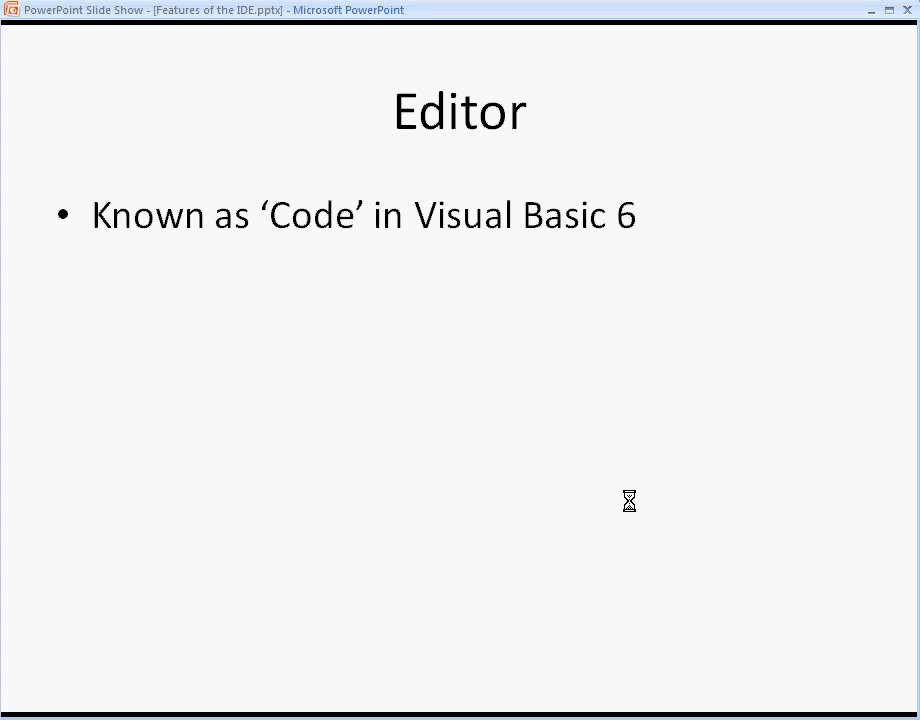 PowerPoint Slide Show - [Features of the IDE.pptx] - Microsoft PowerPoint
Editor
• Known as ‘Code’ in Visual Basic 6